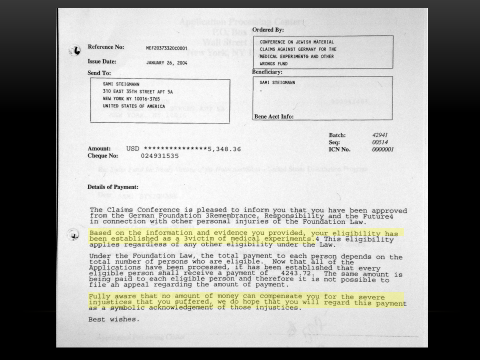 Application Processing Center
P.O. Box
Wall Street
New York, NY
Reference No: NEF2037332DC0001
Issue Date: JANUARY 26, 2004
Send To:
SAMI STEIGMANN
310 EAST 35TH STREET APT 5A
NEW YORK NY 10016-3765
UNITED STATES OF AMERICA
Ordered By:
CONFERENCE ON JEWISH MATERIAL
CLAIMS AGAINST GERMANY FOR THE
MEDICAL EXPERIMENTS AND OTHER
WRONGS FUND
Beneficiary:
SAMI STEIGMANN
Bene Acct Info:
Batch: 42941
Seq: 00514
ICN No. 0000001
Amount: USD ***************5,348.36
Cheque No: 024931535
Details of Payment:
The Claims Conference is pleased to inform you that you have been approved
from the German Foundation 3Remembrance, Responsibility and the Future4
in connection with other personal injuries of the Foundation Law.
Based on the information and evidence you provided, your eligibility has
been established as a 3victim of medical experiments.4 This eligibility
applies regardless of any other eligibility under the Law.
Under the Foundation Law, the total payment to each person depends on the
total number of persons who are eligible. Now that all of the
Applications have been processed, it has been established that every
eligible person shall receive a payment of 4243.72. The same amount is
being paid to each eligible person and therefore it is not possible to
file an appeal regarding the amount of payment.
Fully aware that no amount of money can compensate you for the severe
injustices that you suffered, we do hope that you will regard this payment
as a symbolic acknowledgement of those injustices.
Best wishes.